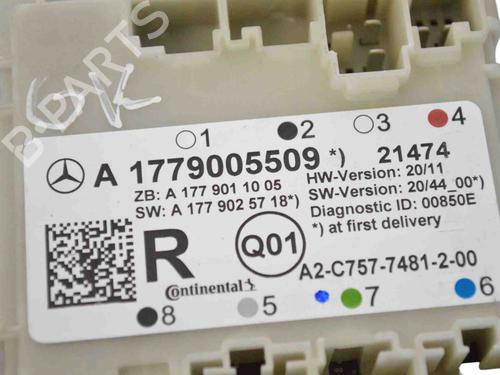 B-PARTS
OK
1 2 3 4
A 1779005509 *) 21474
ZB: A 177 901 10 05 HW-Version: 20/11
SW: A 177 902 57 18*) SW-Version: 20/44_00*)
Diagnostic ID: 00850E
*) at first delivery
R Q01
Continental A2-C757-7481-2-00
8 5 7 6